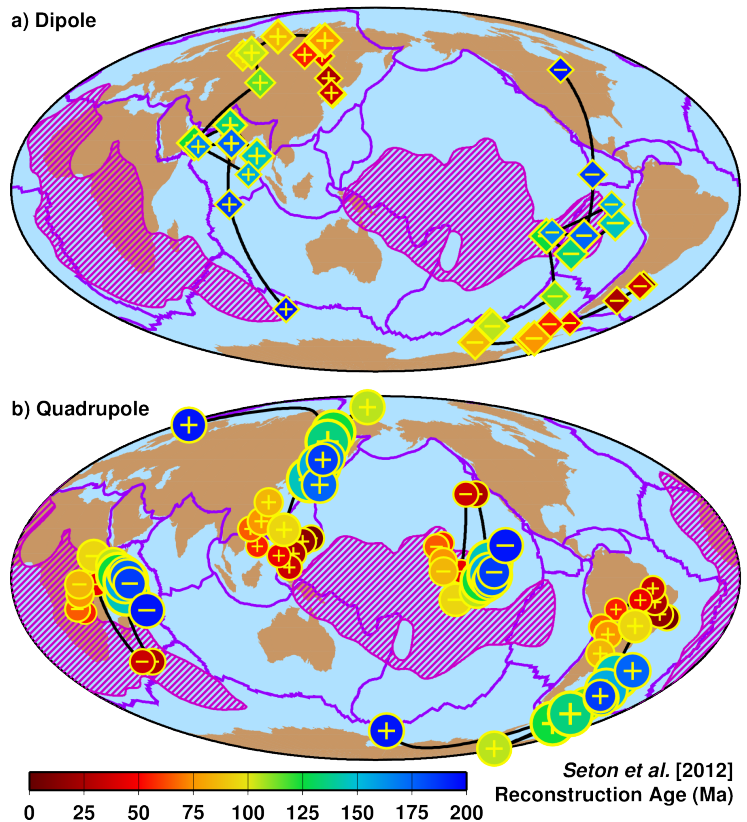 a) Dipole
b) Quadrupole
Seton et al. [2012]
Reconstruction Age (Ma)
0 25 50 75 100 125 150 175 200